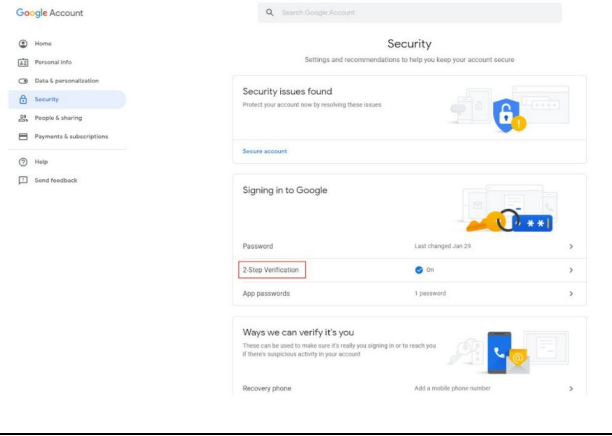 Google Account
Search Google Account
Home
Personal info
Data & personalization
Security
People & sharing
Payments & subscriptions
Help
Send feedback
Security
Settings and recommendations to help you keep your account secure
Security issues found
Protect your account now by resolving these issues
Secure account
Signing in to Google
Password Last changed Jan 29
2-Step Verification On
App passwords 1 password
Ways we can verify it's you
These can be used to make sure it's really you signing in or to reach you
if there's suspicious activity in your account
Recovery phone Add a mobile phone number